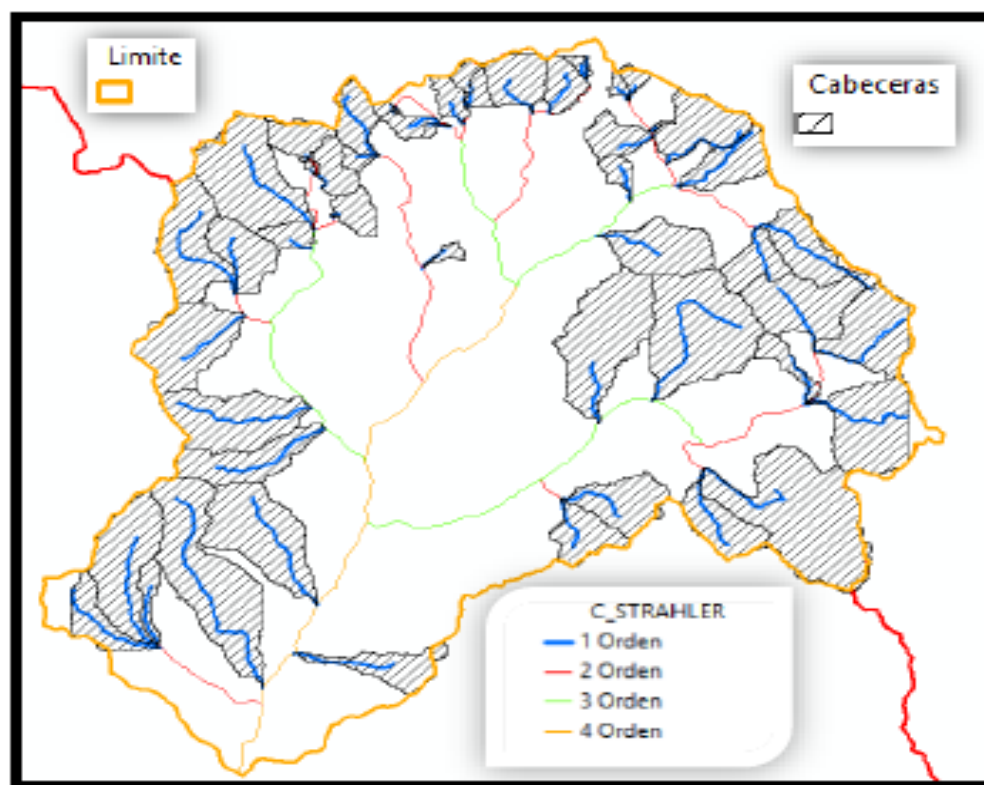 Limite
Cabeceras
C_STRAHLER
1 Orden
2 Orden
3 Orden
4 Orden